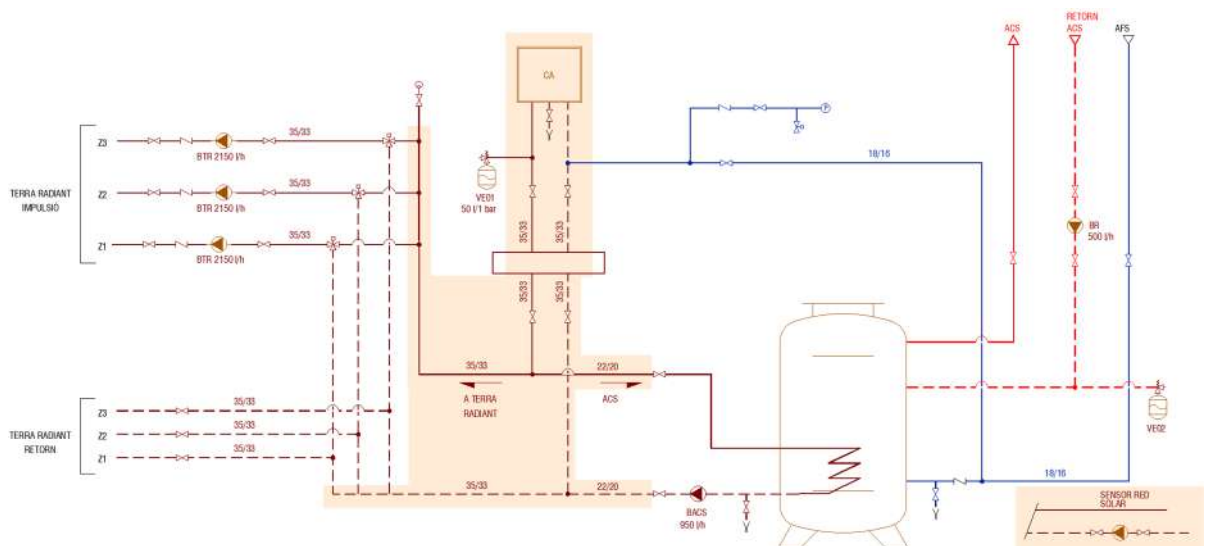 ACS
RETORN
ACS
AFS
CA
35/33
Z3
BTR 2150 l/h
18/16
TERRA RADIANT
IMPULSIÓ
35/33
Z2
BTR 2150 l/h
VE01
50 l/1 bar
35/33
35/33
35/33
Z1
BTR 2150 l/h
BR
500 l/h
35/33
35/33
35/33
22/20
A TERRA
RADIANT
ACS
TERRA RADIANT
RETORN
Z3
35/33
Z2
35/33
Z1
35/33
VE02
35/33
22/20
BACS
950 l/h
18/16
SENSOR RED
SOLAR
P